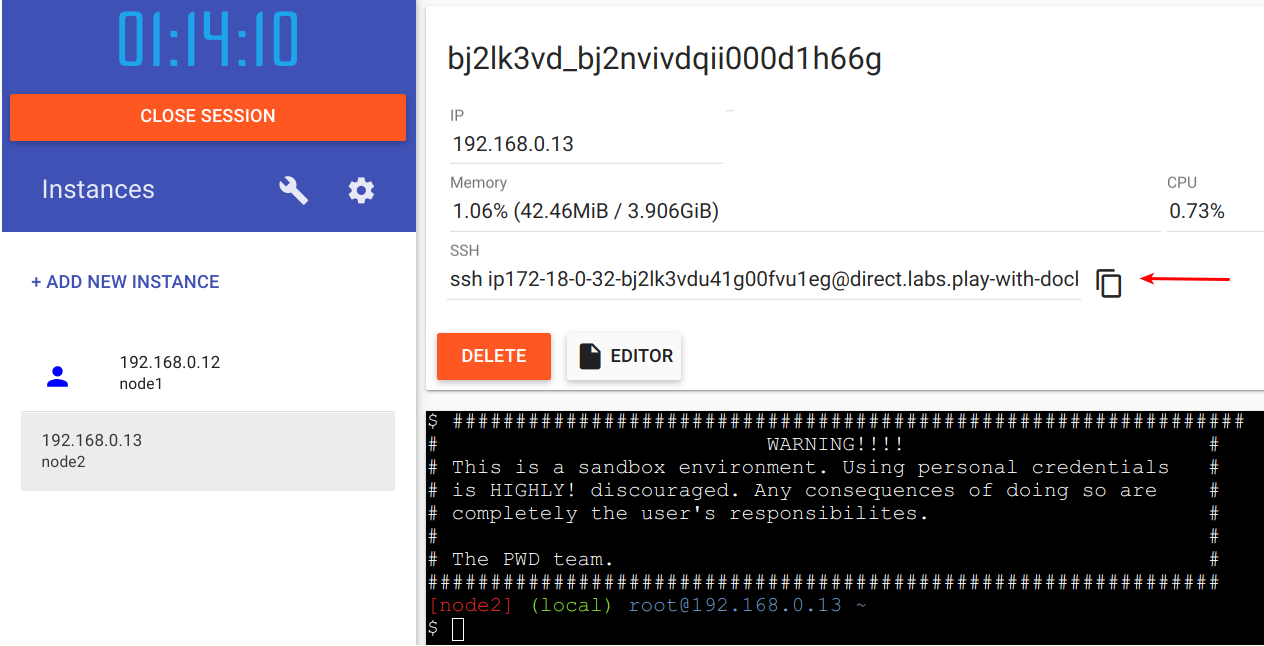 01:14:10
CLOSE SESSION
Instances
+ ADD NEW INSTANCE
192.168.0.12
node1
192.168.0.13
node2
bj2lk3vd_bj2nvivdqii000d1h66g
IP
192.168.0.13
Memory
1.06% (42.46MiB / 3.906GiB)
CPU
0.73%
SSH
ssh ip172-18-0-32-bj2lk3vdu41g00fvu1eg@direct.labs.play-with-docl
DELETE
EDITOR
$ ###############################################################
# WARNING!!!! #
# This is a sandbox environment. Using personal credentials #
# is HIGHLY! discouraged. Any consequences of doing so are #
# completely the user's responsibilites. #
# #
# The PWD team. #
###############################################################
[node2] (local) root@192.168.0.13 ~
$